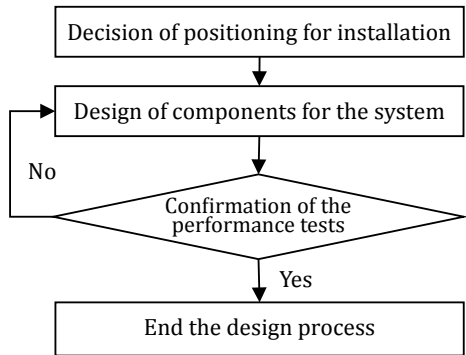 Decision of positioning for installation
Design of components for the system
No
Confirmation of the
performance tests
Yes
End the design process